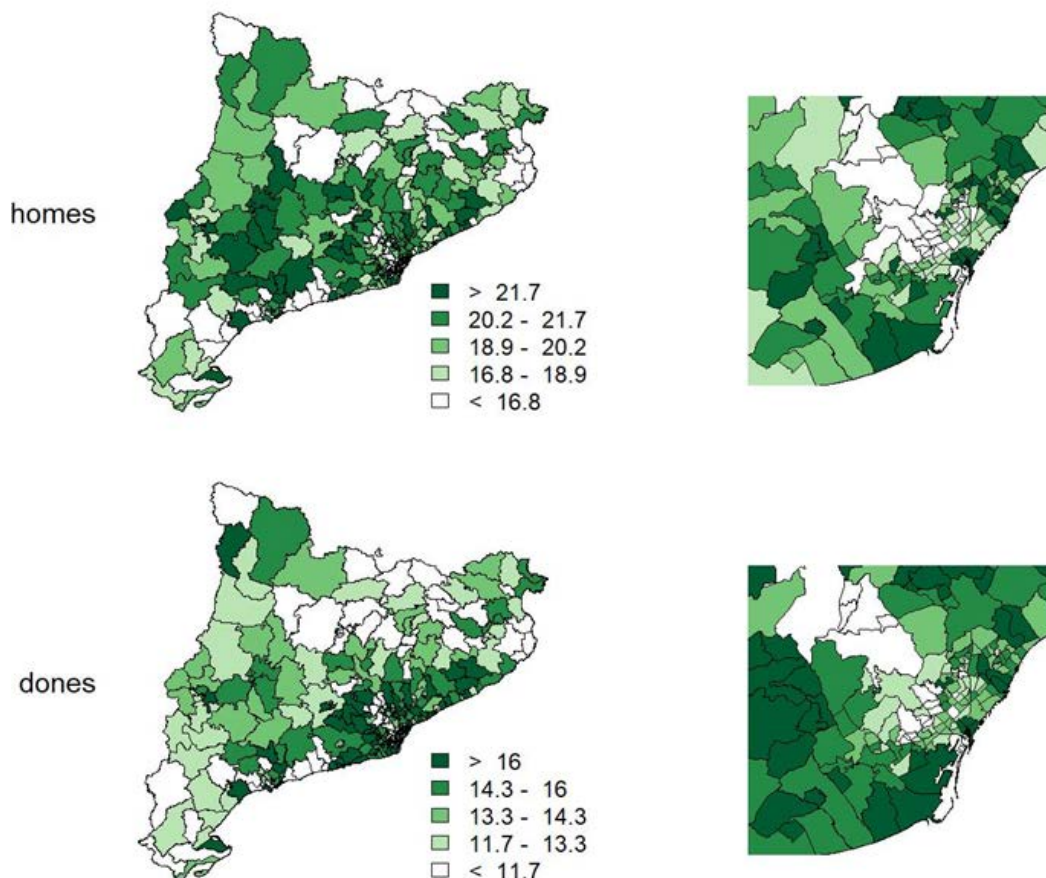 homes
> 21.7
20.2 - 21.7
18.9 - 20.2
16.8 - 18.9
< 16.8
dones
> 16
14.3 - 16
13.3 - 14.3
11.7 - 13.3
< 11.7